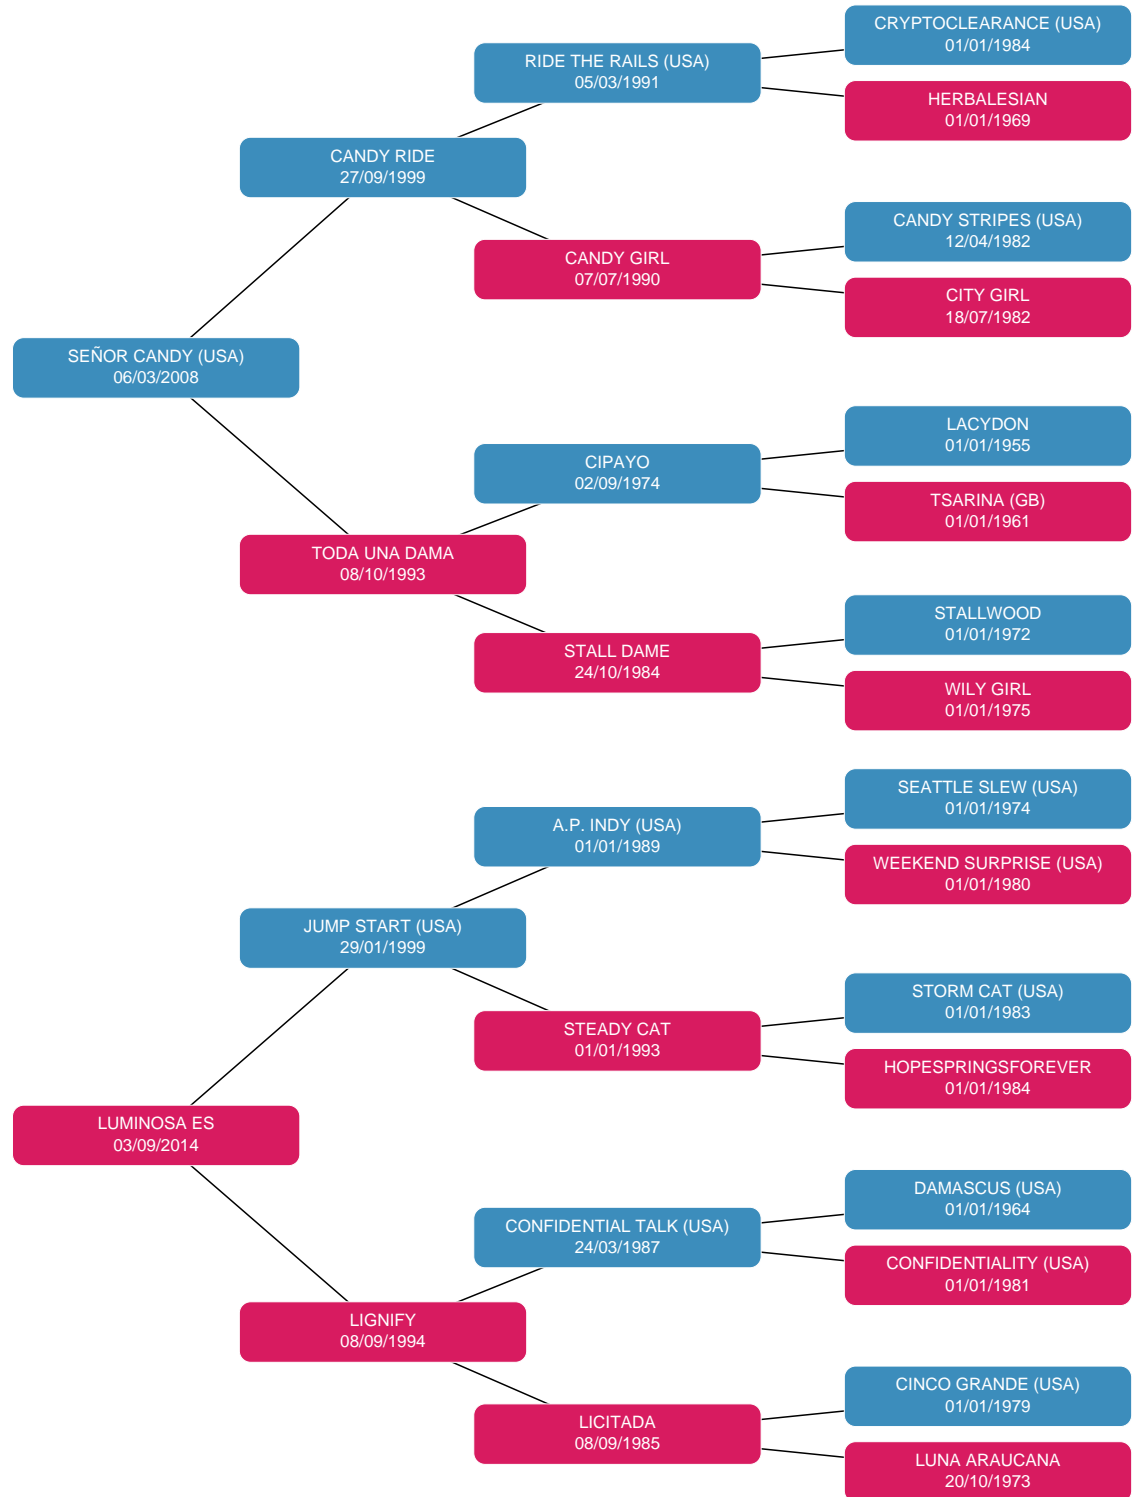 CRYPTOCLEARANCE (USA)
01/01/1984
RIDE THE RAILS (USA)
05/03/1991
HERBALESIAN
01/01/1969
CANDY RIDE
27/09/1999
CANDY STRIPES (USA)
12/04/1982
CANDY GIRL
07/07/1990
CITY GIRL
18/07/1982
SEÑOR CANDY (USA)
06/03/2008
LACYDON
01/01/1955
CIPAYO
02/09/1974
TSARINA (GB)
01/01/1961
TODA UNA DAMA
08/10/1993
STALLWOOD
01/01/1972
STALL DAME
24/10/1984
WILY GIRL
01/01/1975
SEATTLE SLEW (USA)
01/01/1974
A.P. INDY (USA)
01/01/1989
WEEKEND SURPRISE (USA)
01/01/1980
JUMP START (USA)
29/01/1999
STORM CAT (USA)
01/01/1983
STEADY CAT
01/01/1993
HOPESPRINGSFOREVER
01/01/1984
LUMINOSA ES
03/09/2014
DAMASCUS (USA)
01/01/1964
CONFIDENTIAL TALK (USA)
24/03/1987
CONFIDENTIALITY (USA)
01/01/1981
LIGNIFY
08/09/1994
CINCO GRANDE (USA)
01/01/1979
LICITADA
08/09/1985
LUNA ARAUCANA
20/10/1973